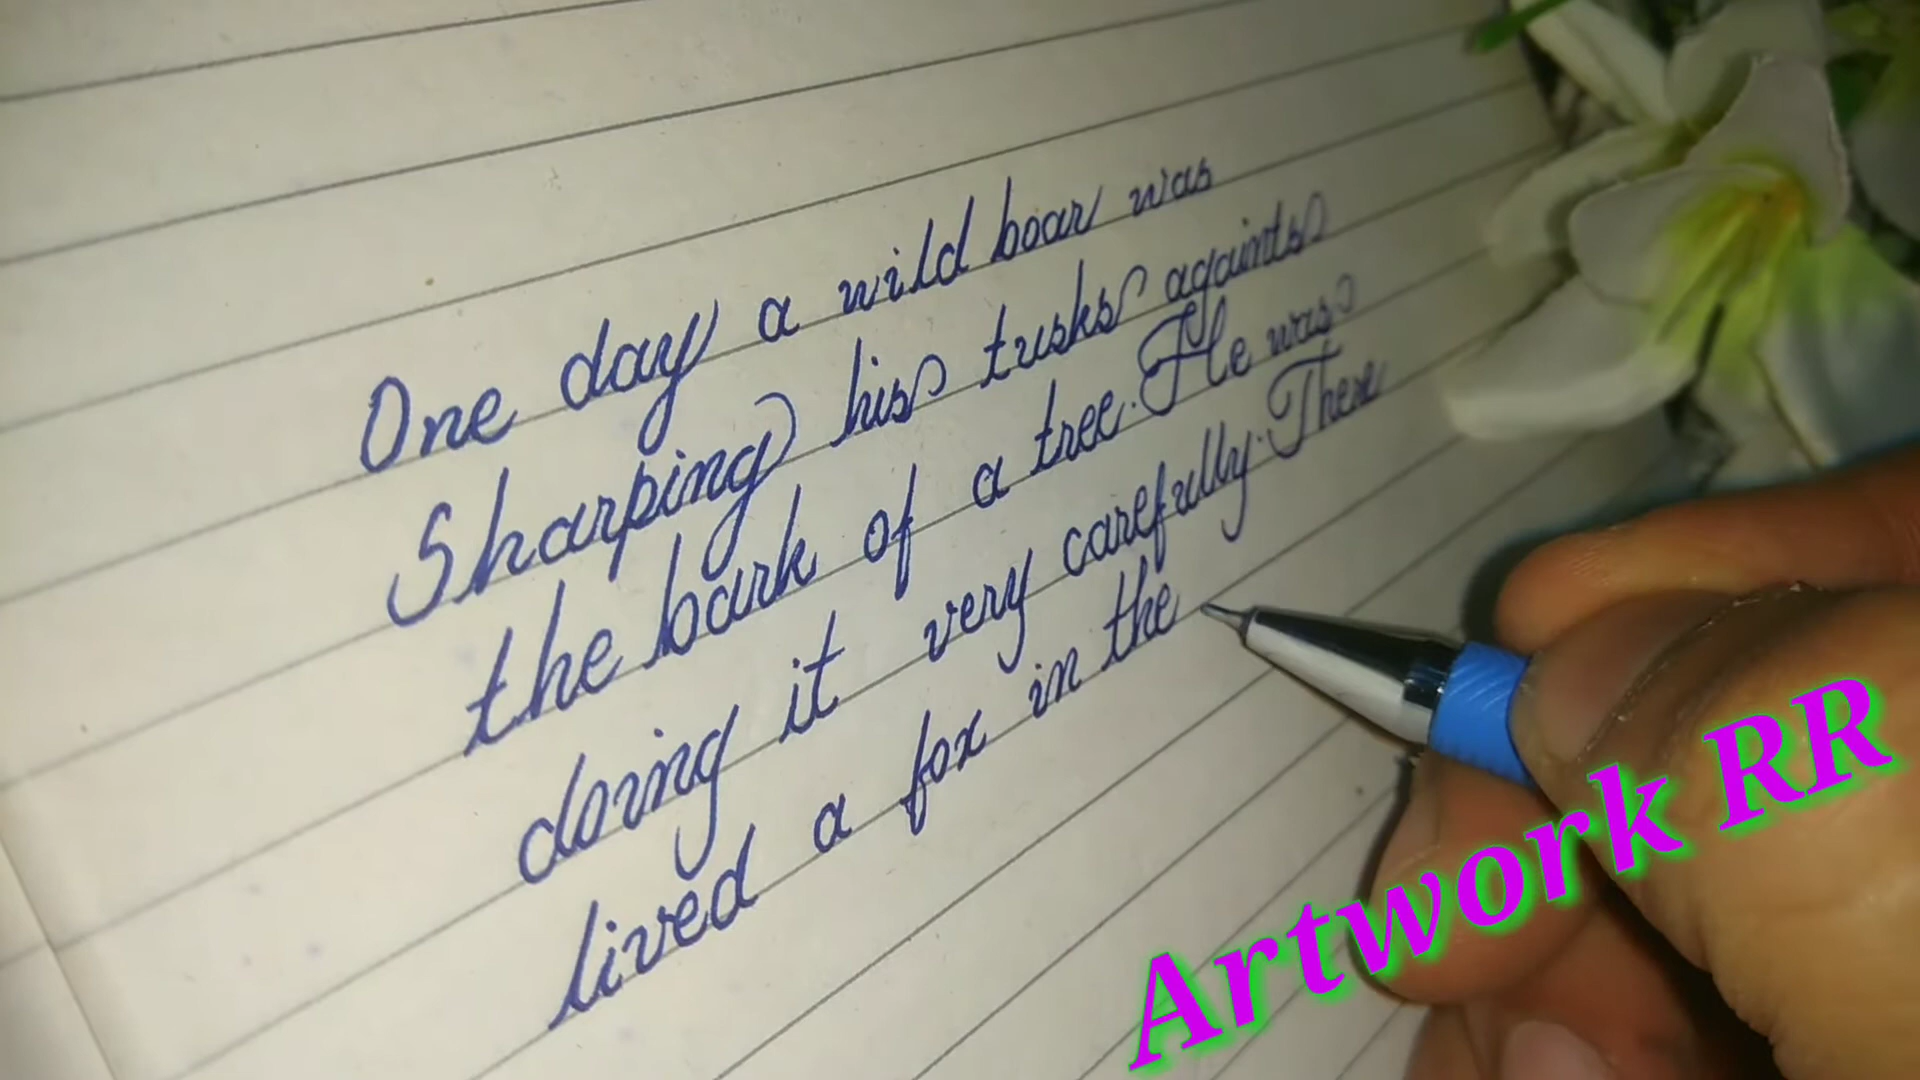 One day a wild boar was
Sharping his tusks againts
the bark of a tree. He was
doing it very carefully. There
lived a fox in the
Artwork RR